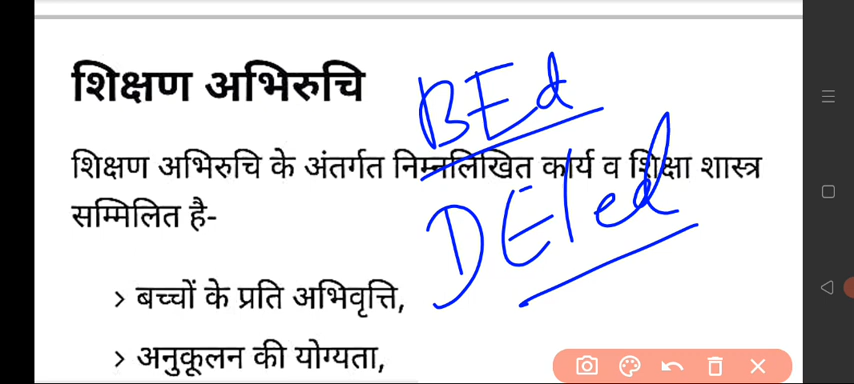 शिक्षण अभिरुचि
BEd
शिक्षण अभिरुचि के अंतर्गत निम्नलिखित कार्य व शिक्षा शास्त्र
सम्मिलित है-
DEled
> बच्चों के प्रति अभिवृत्ति,
> अनुकूलन की योग्यता,